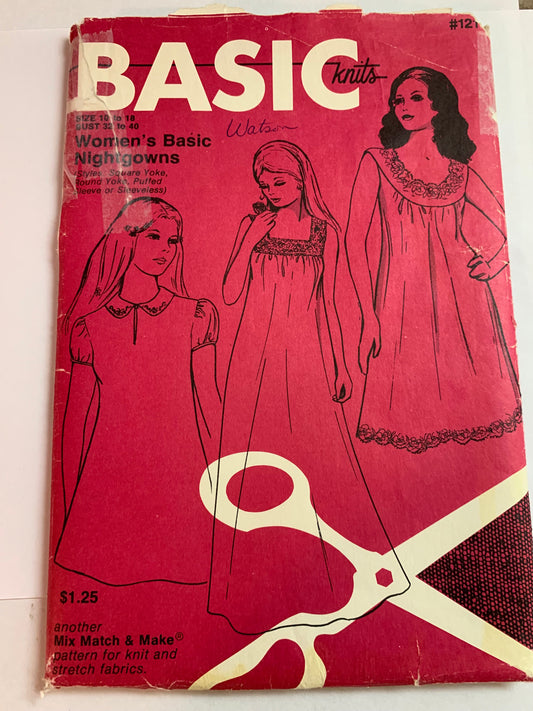 #12
BASIC
knits
SIZE 10 to 18
BUST 32 to 40
Watson
Women's Basic
Nightgowns
(Styles: Square Yoke,
Round Yoke, Puffed
Sleeve or Sleeveless)
$1.25
another
Mix Match & Make®
pattern for knit and
stretch fabrics.